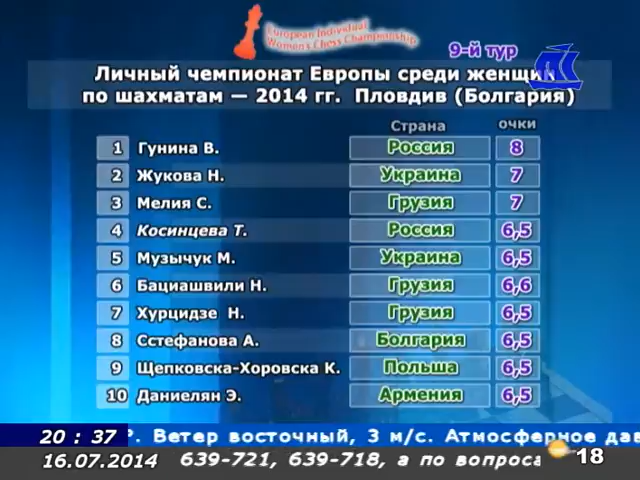 European Individual
Women's Chess Championship
9-й тур
Личный чемпионат Европы среди женщин
по шахматам — 2014 гг. Пловдив (Болгария)
Страна очки
1 Гунина В. Россия 8
2 Жукова Н. Украина 7
3 Мелия С. Грузия 7
4 Косинцева Т. Россия 6,5
5 Музычук М. Украина 6,5
6 Бациашвили Н. Грузия 6,6
7 Хурцидзе Н. Грузия 6,5
8 Сстефанова А. Болгария 6,5
9 Щепковска-Хоровска К. Польша 6,5
10 Даниелян Э. Армения 6,5
20 : 37 Р. Ветер восточный, 3 м/с. Атмосферное дав
16.07.2014 639-721, 639-718, а по вопроса 18